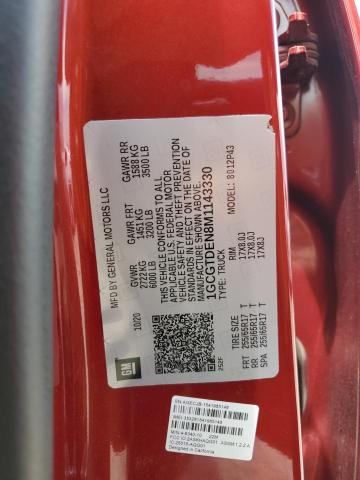 MFD BY GENERAL MOTORS LLC
10/20
GVWR
2722 KG
6000 LB
GAWR FRT
1451 KG
3200 LB
GAWR RR
1588 KG
3500 LB
THIS VEHICLE CONFORMS TO ALL
APPLICABLE U.S. FEDERAL MOTOR
VEHICLE SAFETY AND THEFT PREVENTION
STANDARDS IN EFFECT ON THE DATE OF
MANUFACTURE SHOWN ABOVE.
1GCGTDEN8M1143330
TYPE: TRUCK
MODEL: 8012P43
TIRE SIZE RIM
FRT 255/65R17 T 17X8.0J
RR 255/65R17 T 17X8.0J
SPA 255/65R17 T 17X8J
GM
252F
Designed in California